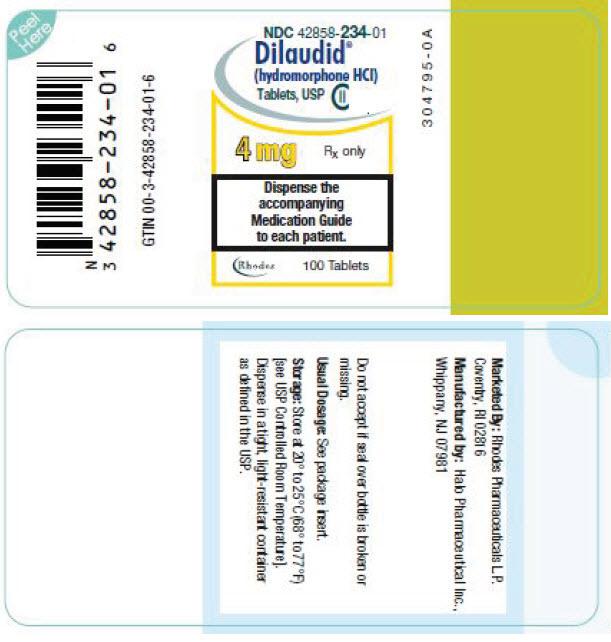 Peel
Here
N
3 42858-234-01 6
GTIN 00-3-42858-234-01-6
NDC 42858-234-01
Dilaudid®
(hydromorphone HCl)
Tablets, USP CII
4 mg Rx only
Dispense the
accompanying
Medication Guide
to each patient.
Rhodes 100 Tablets
304795-0A
Marketed By: Rhodes Pharmaceuticals L.P.
Coventry, RI 02816
Manufactured by: Halo Pharmaceutical Inc.,
Whippany, NJ 07981
Do not accept if seal over bottle is broken or
missing.
Usual Dosage: See package insert.
Storage: Store at 20° to 25°C (68° to 77°F)
[see USP Controlled Room Temperature].
Dispense in a tight, light-resistant container
as defined in the USP.